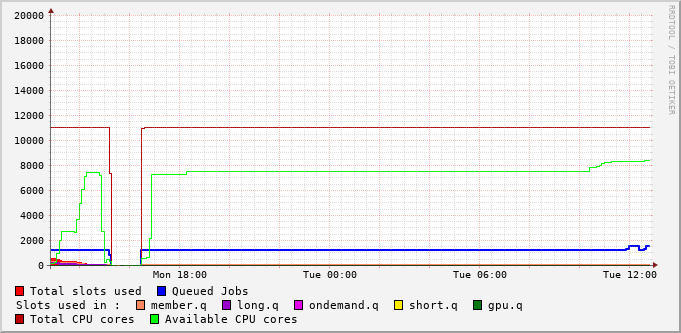 RRDTOOL / TOBI OETIKER
20000
18000
16000
14000
12000
10000
8000
6000
4000
2000
0
Mon 18:00 Tue 00:00 Tue 06:00 Tue 12:00
Total slots used Queued Jobs
Slots used in : member.q long.q ondemand.q short.q gpu.q
Total CPU cores Available CPU cores